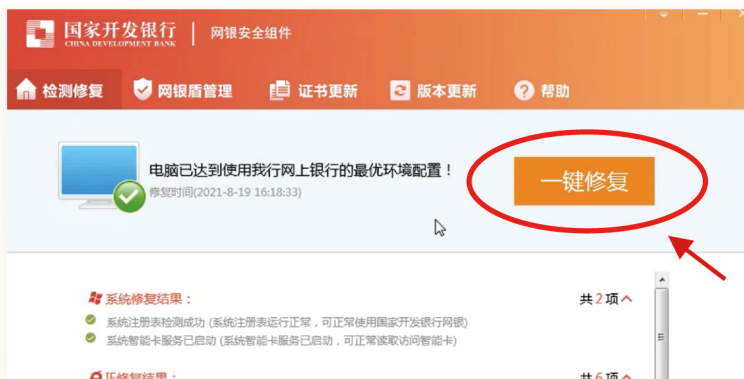 国家开发银行
CHINA DEVELOPMENT BANK
网银安全组件
检测修复 网银盾管理 证书更新 版本更新 帮助
电脑已达到使用我行网上银行的最优环境配置！
修复时间(2021-8-19 16:18:33)
一键修复
系统修复结果： 共2项
系统注册表检测成功 (系统注册表运行正常，可正常使用国家开发银行网银)
系统智能卡服务已启动 (系统智能卡服务已启动，可正常读取访问智能卡)
IE修复结果： 共6项